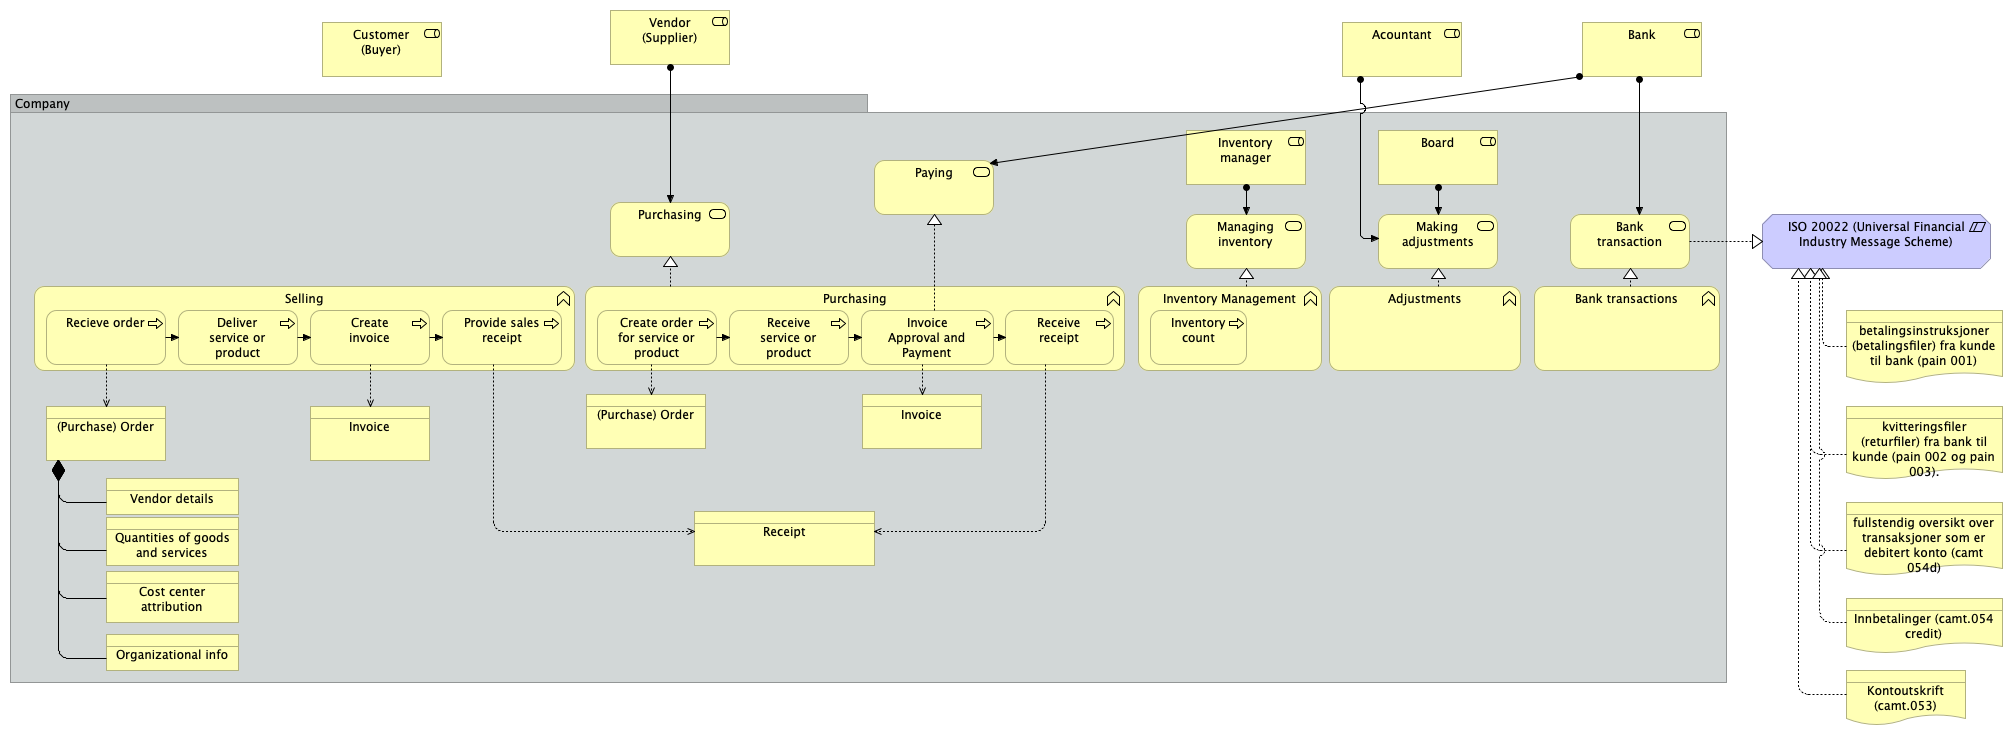 Customer
(Buyer)
Vendor
(Supplier)
Acountant
Bank
Company
Inventory
manager
Board
Paying
Purchasing
Managing
inventory
Making
adjustments
Bank
transaction
ISO 20022 (Universal Financial
Industry Message Scheme)
Selling
Recieve order
Deliver
service or
product
Create
invoice
Provide sales
receipt
Purchasing
Create order
for service or
product
Receive
service or
product
Invoice
Approval and
Payment
Receive
receipt
Inventory Management
Inventory
count
Adjustments
Bank transactions
(Purchase) Order
Invoice
(Purchase) Order
Invoice
Vendor details
Quantities of goods
and services
Cost center
attribution
Organizational info
Receipt
betalingsinstruksjoner
(betalingsfiler) fra kunde
til bank (pain 001)
kvitteringsfiler
(returfiler) fra bank til
kunde (pain 002 og pain
003).
fullstendig oversikt over
transaksjoner som er
debitert konto (camt
054d)
Innbetalinger (camt.054
credit)
Kontoutskrift
(camt.053)